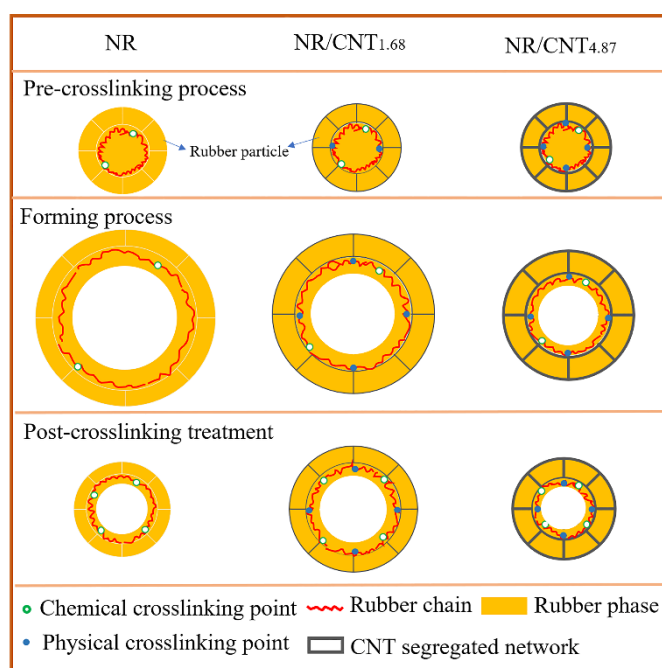 NR NR/CNT1.68 NR/CNT4.87
Pre-crosslinking process
Rubber particle
Forming process
Post-crosslinking treatment
Chemical crosslinking point Rubber chain Rubber phase
Physical crosslinking point CNT segregated network